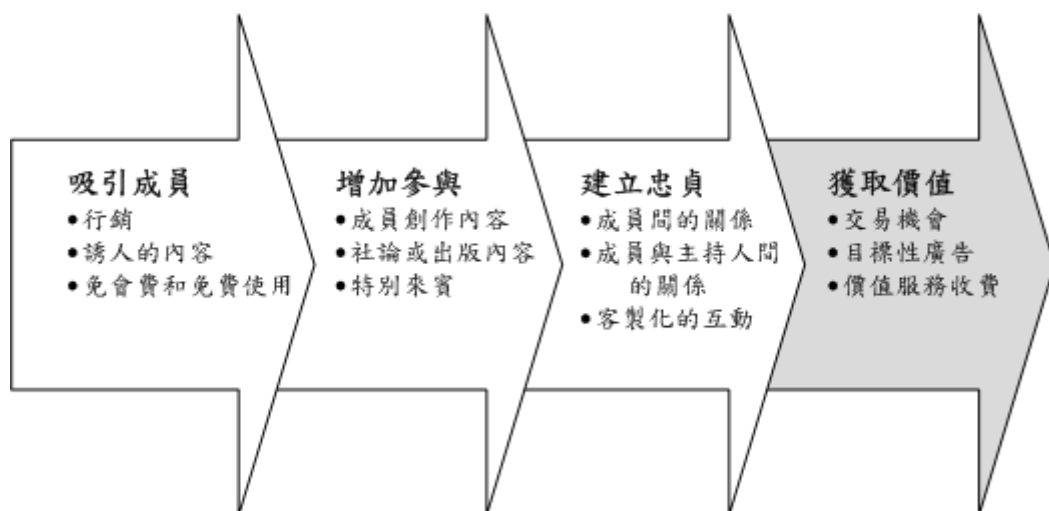 吸引成員
•行銷
•誘人的內容
•免會費和免費使用
增加參與
•成員創作內容
•社論或出版內容
•特別來賓
建立忠貞
•成員間的關係
•成員與主持人間
的關係
•客製化的互動
獲取價值
•交易機會
•目標性廣告
•價值服務收費